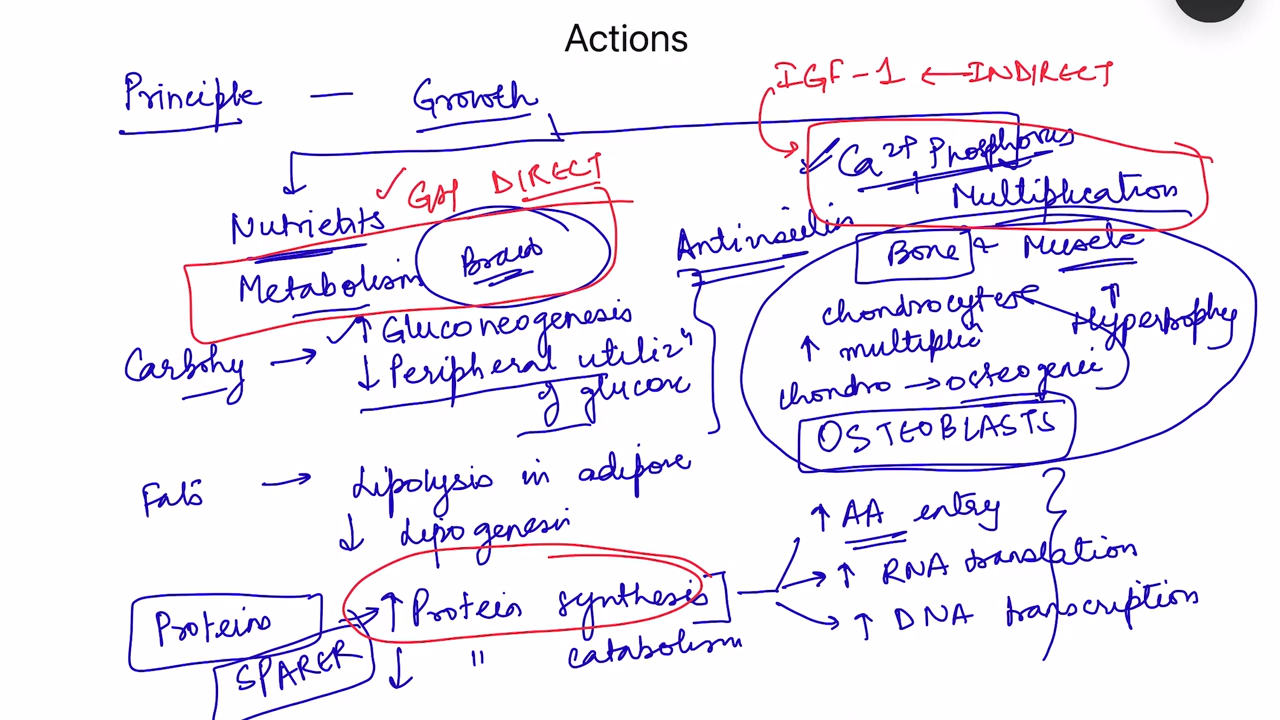 Actions
Principle — Growth
IGF-1 ← INDIRECT
✓ Ca²⁺ Phosphorus
Multiplication
✓ GH DIRECT
Nutrients
Metabolism
Antiinsulin
Bone & Muscle
chondrocytes
↑ multiplic
↑
Hypertrophy
chondro → osteogenic
OSTEOBLASTS
Carbohy → ✓ ↑ Gluconeogenesis
↓ Peripheral utilizⁿ
of glucose
Fats → Lipolysis in adipose
↓ Lipogenesis
Proteins → ↑ Protein synthesis
SPARER
↓ " catabolism
↑ AA entry
→ ↑ RNA translation
→ ↑ DNA transcription